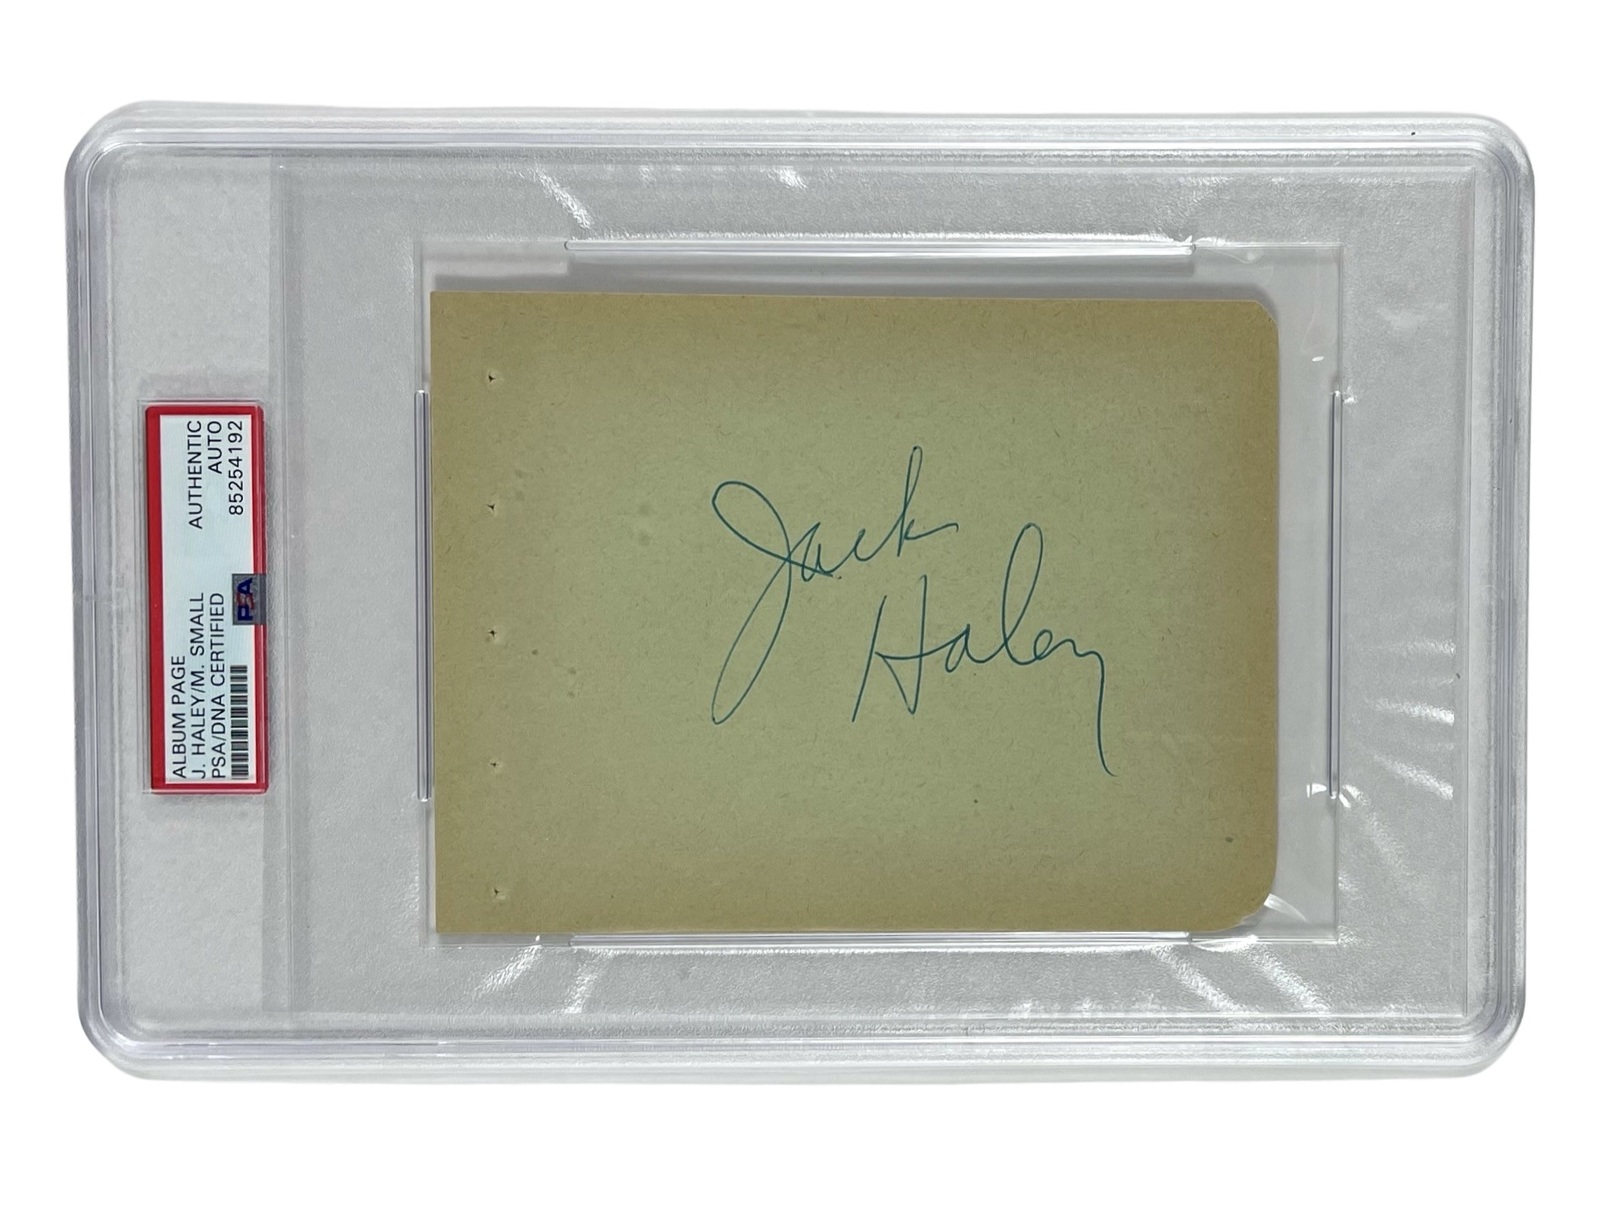 ALBUM PAGE
J. HALEY/M. SMALL
PSA/DNA CERTIFIED
AUTHENTIC
AUTO
85254192
PSA
Jack
Haley